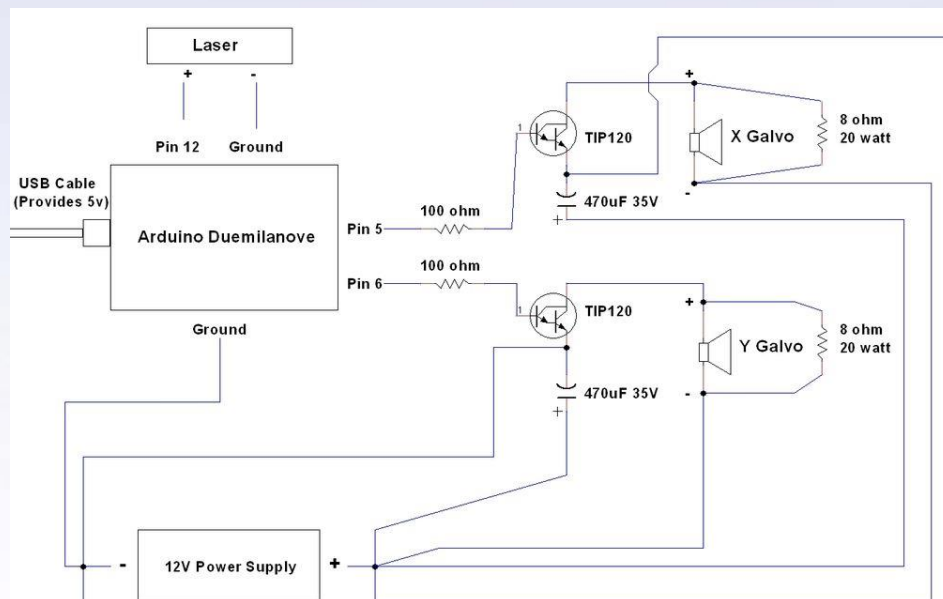 Laser
+ -
Pin 12 Ground
USB Cable
(Provides 5v)
Arduino Duemilanove
Pin 5
100 ohm
1
TIP120
470uF 35V
+
+
X Galvo
-
8 ohm
20 watt
Pin 6
100 ohm
1
TIP120
470uF 35V
+
+
Y Galvo
-
8 ohm
20 watt
Ground
- 12V Power Supply +